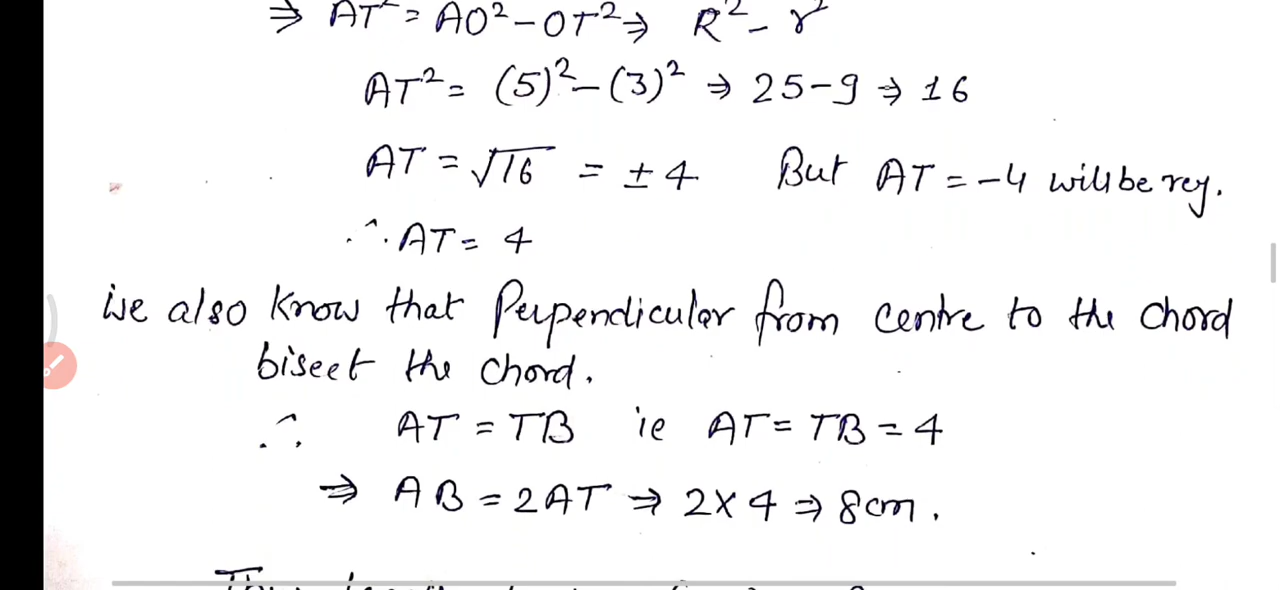 ⇒ AT² = AO² - OT² ⇒ R² - r²
AT² = (5)² - (3)² ⇒ 25-9 ⇒ 16
AT = √16 = ± 4 But AT = -4 will be rej.
∴ AT = 4
we also know that Perpendicular from centre to the chord
bisect the chord.
∴ AT = TB ie AT = TB = 4
⇒ AB = 2AT ⇒ 2 X 4 ⇒ 8cm.